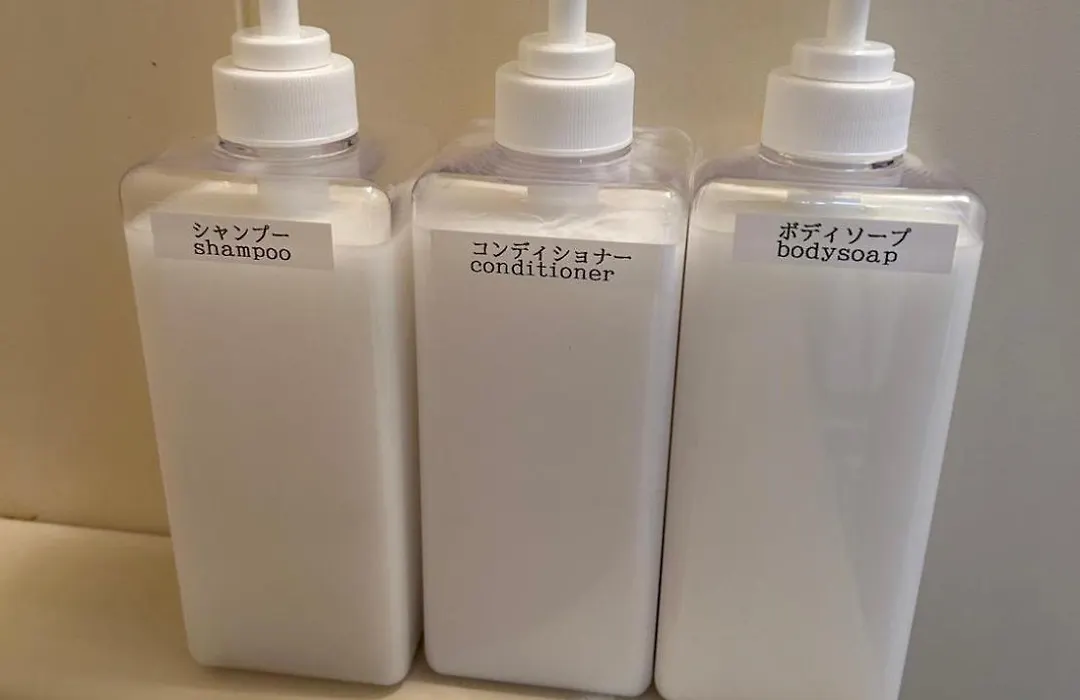 シャンプー
shampoo
コンディショナー
conditioner
ボディソープ
bodysoap